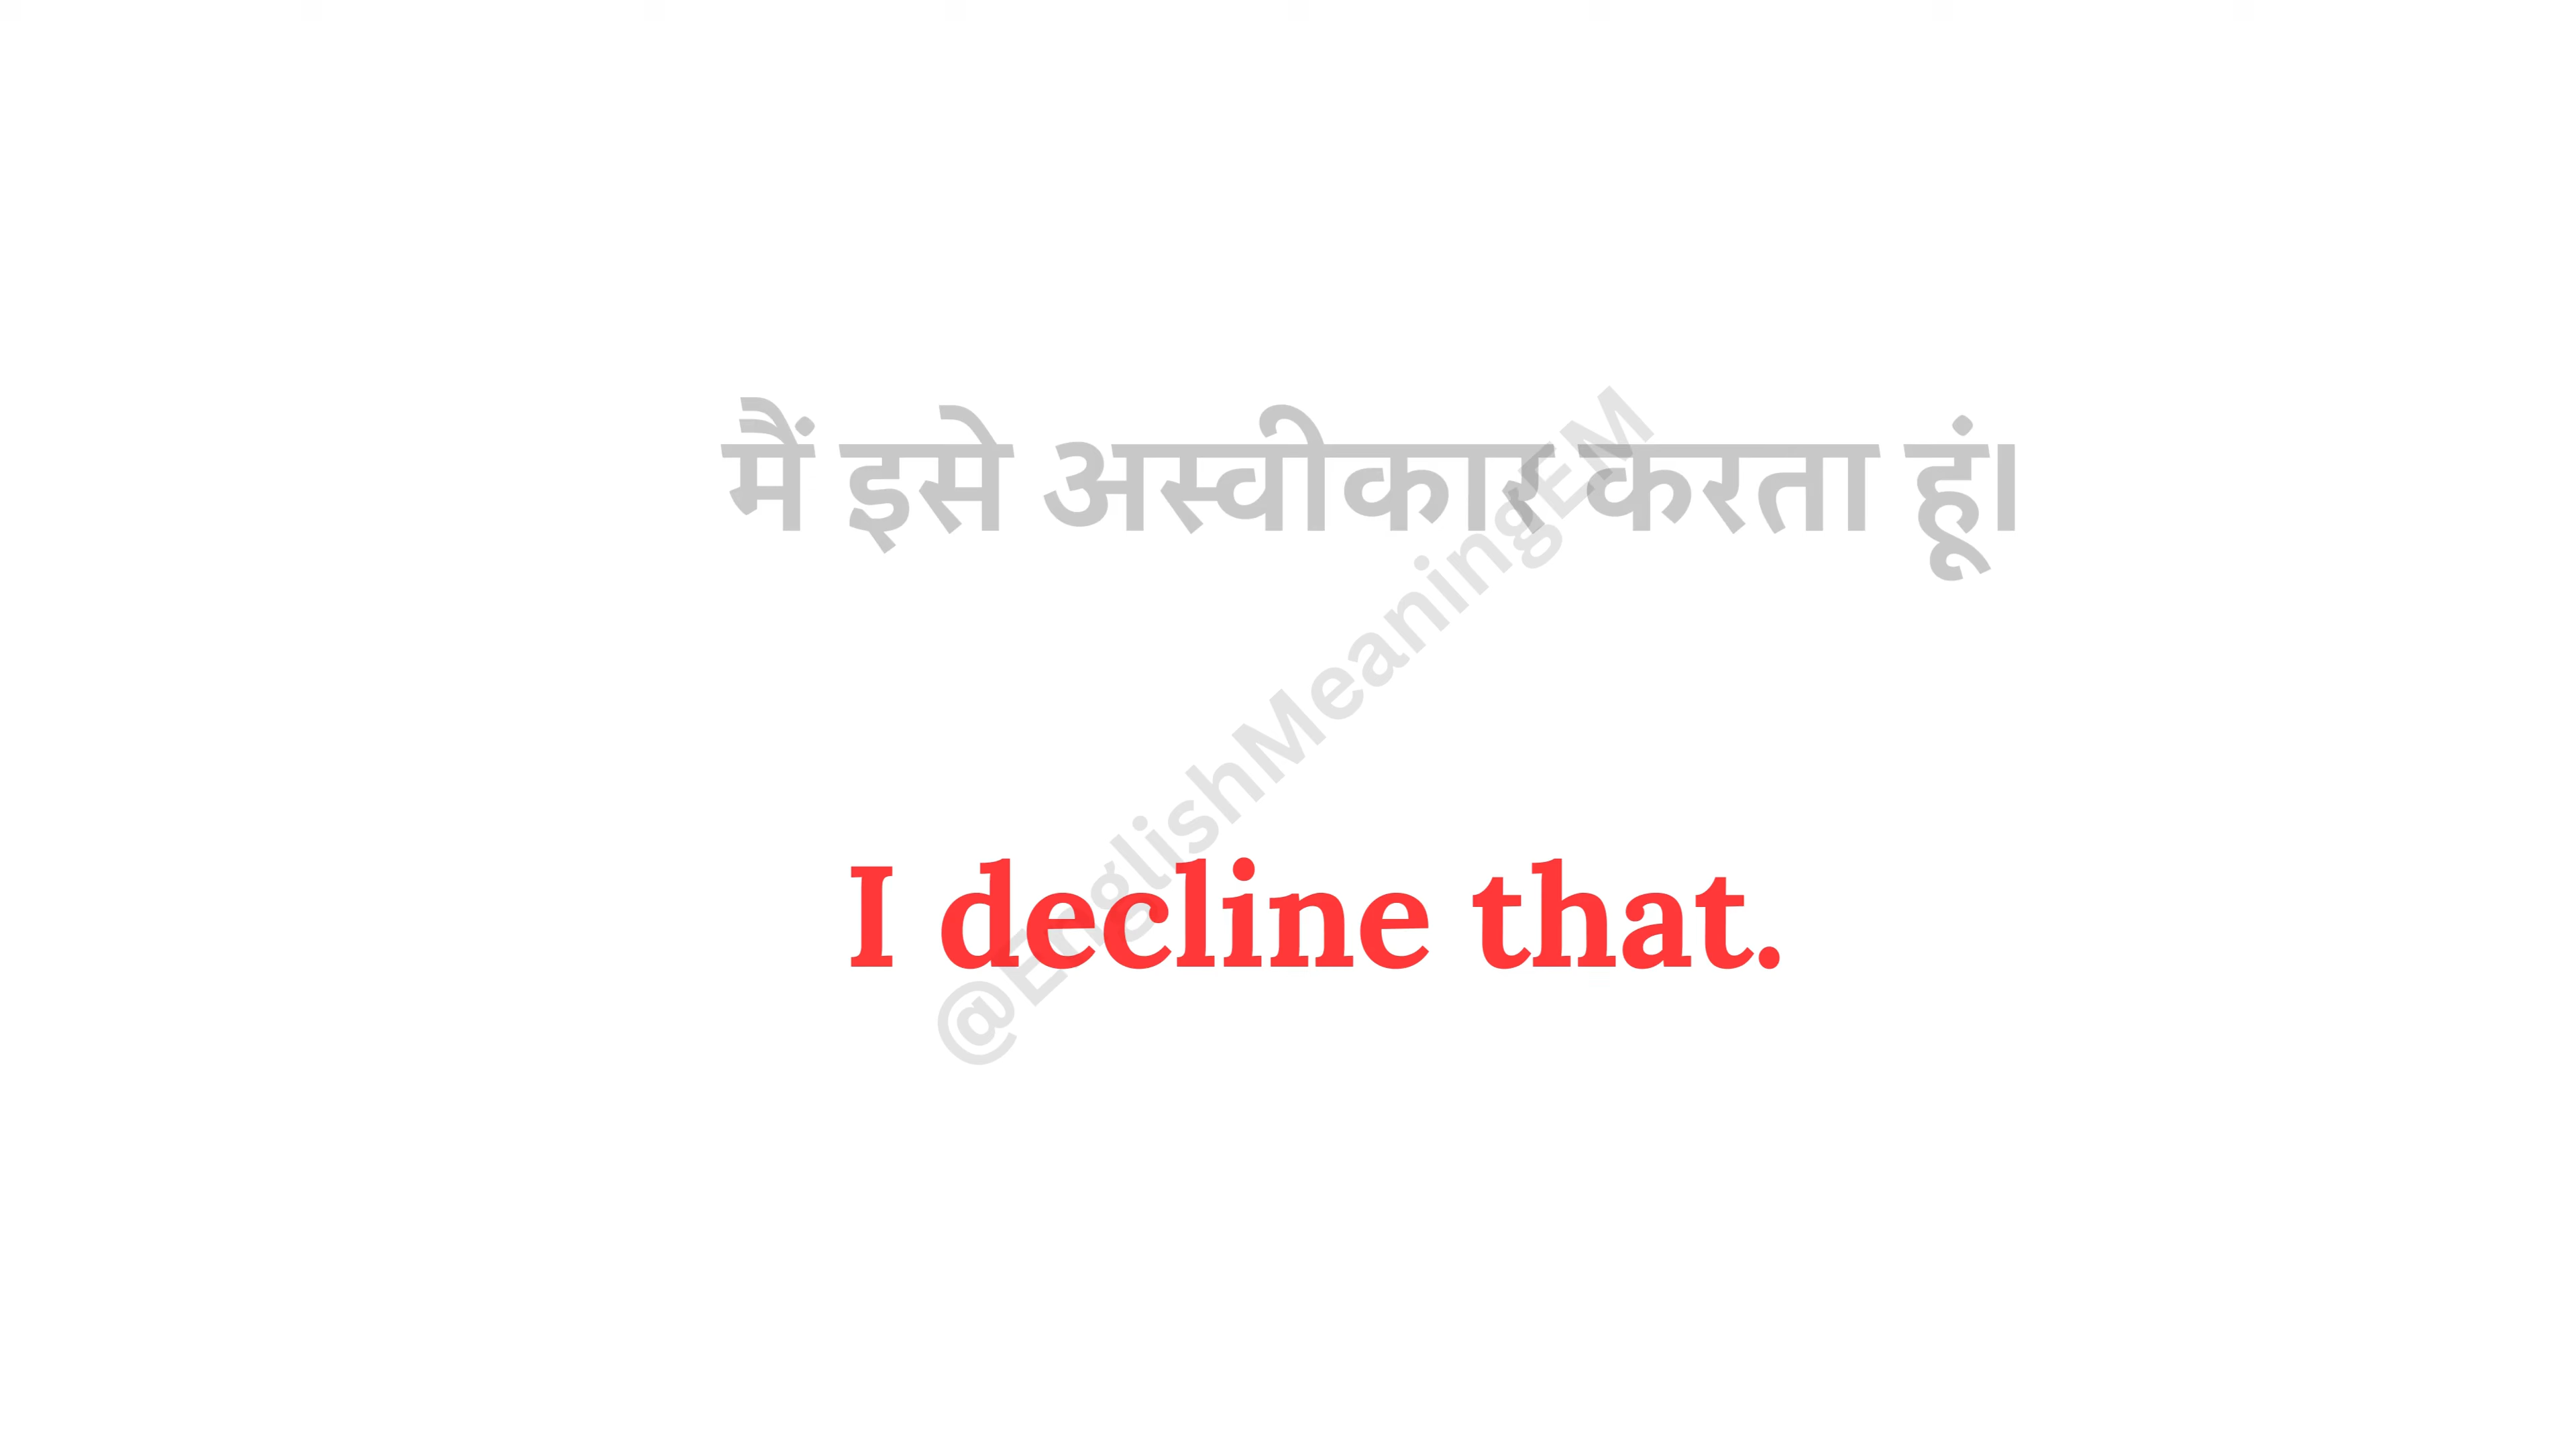 मैं इसे अस्वीकार करता हूं।
@EnglishMeaningEM
I decline that.